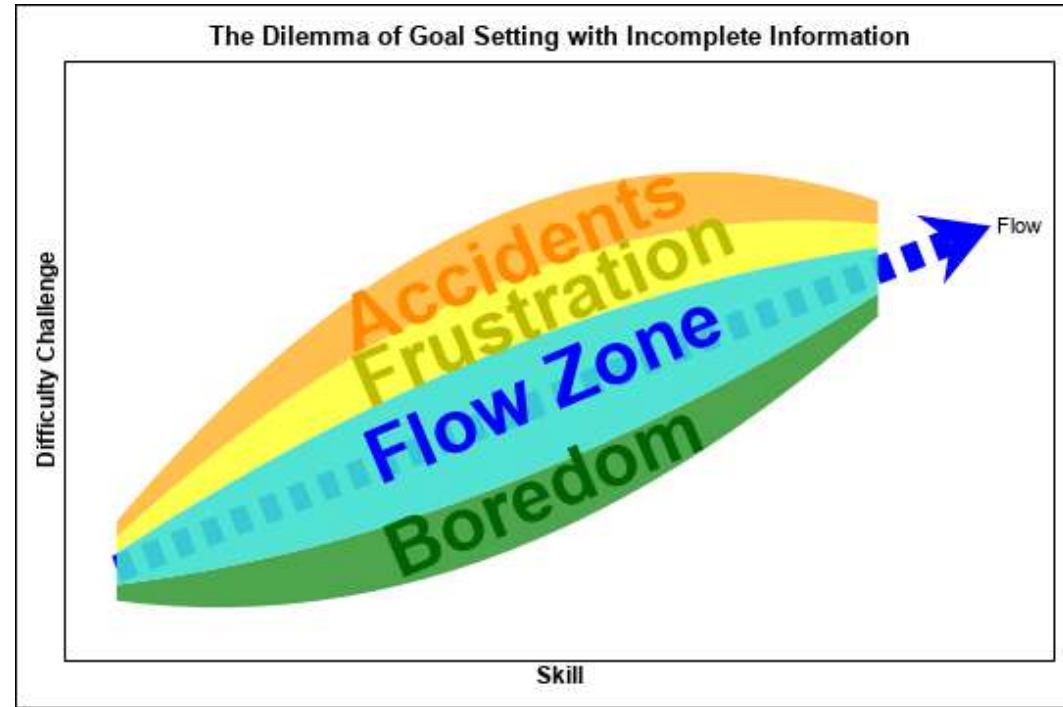 The Dilemma of Goal Setting with Incomplete Information
Accidents
Frustration
Flow Zone
Boredom
Flow
Difficulty Challenge
Skill